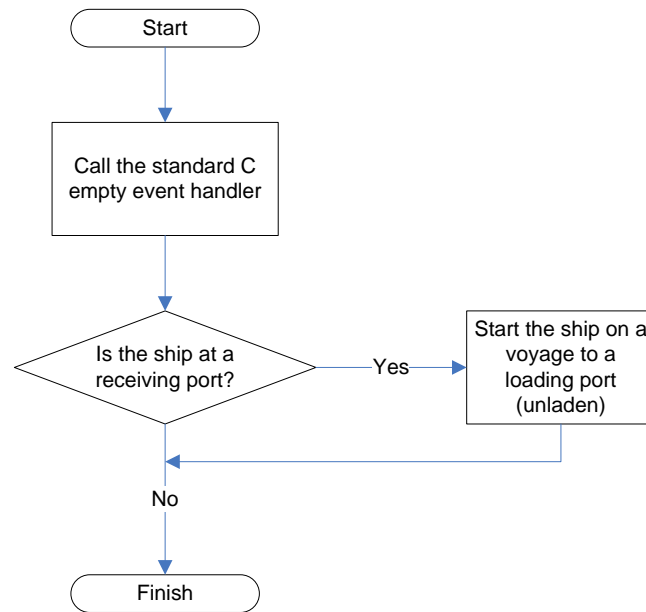 Start
Call the standard C
empty event handler
Is the ship at a
receiving port?
Yes
Start the ship on a
voyage to a
loading port
(unladen)
No
Finish